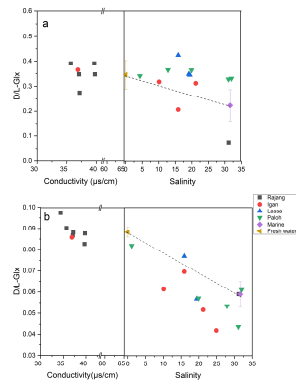 a
D/L-Glx
0.6
0.5
0.4
0.3
0.2
0.1
0.0
30 35 40 60 65 0 5 10 15 20 25 30 35
Conductivity (µs/cm) Salinity
Rajang
Igan
Lassa
Paloh
Marine
Fresh water
b
D/L-Glx
0.10
0.09
0.08
0.07
0.06
0.05
0.04
0.03
30 35 40 45 60 0 5 10 15 20 25 30 35
Conductivity(µs/cm) Salinity